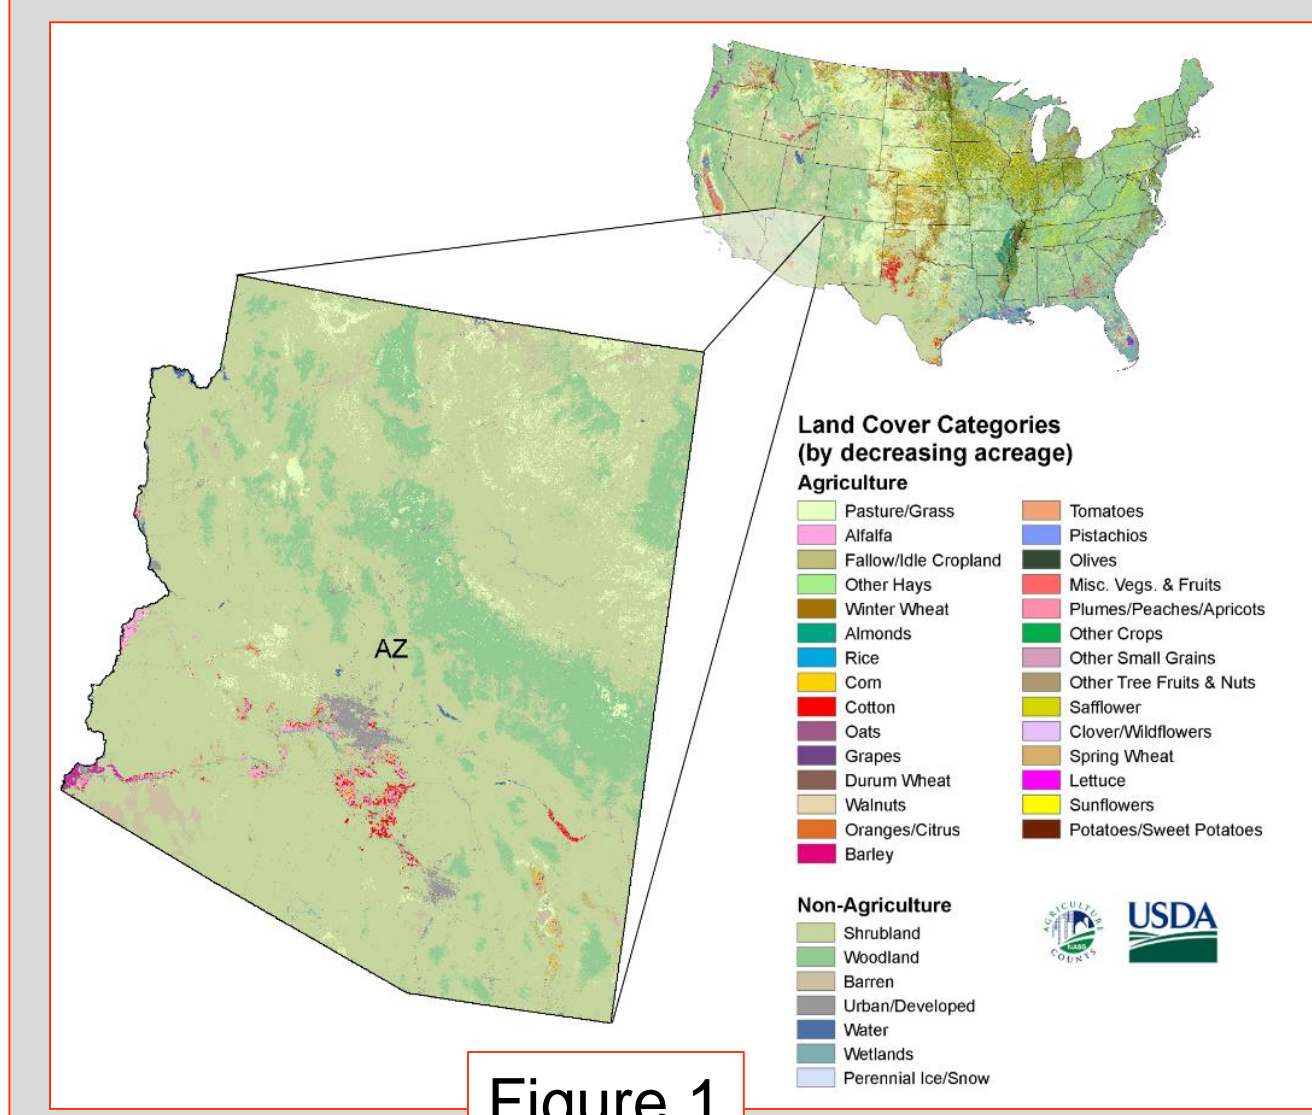 AZ
Land Cover Categories
(by decreasing acreage)
Agriculture
Pasture/Grass
Alfalfa
Fallow/Idle Cropland
Other Hays
Winter Wheat
Almonds
Rice
Corn
Cotton
Oats
Grapes
Durum Wheat
Walnuts
Oranges/Citrus
Barley
Tomatoes
Pistachios
Olives
Misc. Vegs. & Fruits
Plumes/Peaches/Apricots
Other Crops
Other Small Grains
Other Tree Fruits & Nuts
Safflower
Clover/Wildflowers
Spring Wheat
Lettuce
Sunflowers
Potatoes/Sweet Potatoes
Non-Agriculture
Shrubland
Woodland
Barren
Urban/Developed
Water
Wetlands
Perennial Ice/Snow
AGRICULTURE
NASS
COUNTS
USDA
Figure 1